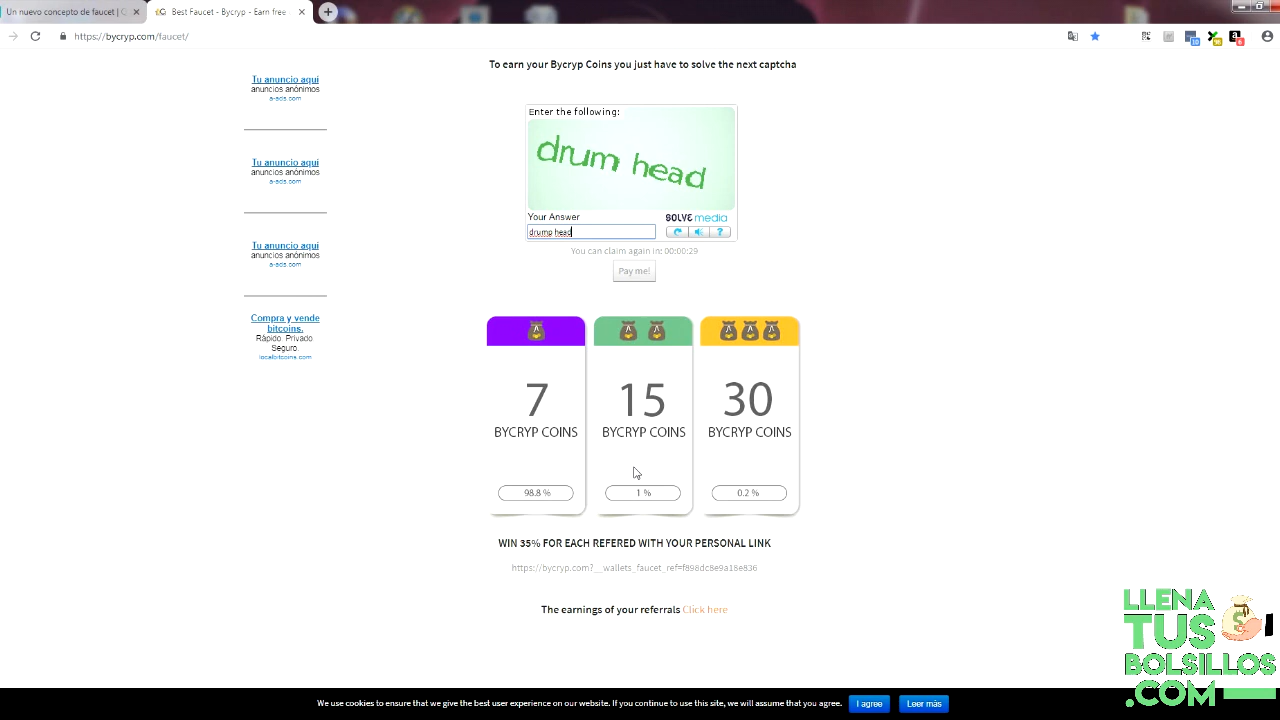 Un nuevo concepto de faucet | C
Best Faucet - Bycryp - Earn free
https://bycryp.com/faucet/
To earn your Bycryp Coins you just have to solve the next captcha
Tu anuncio aquí
anuncios anónimos
a-ads.com
Tu anuncio aquí
anuncios anónimos
a-ads.com
Tu anuncio aquí
anuncios anónimos
a-ads.com
Compra y vende
bitcoins.
Rápido. Privado
Seguro.
localbitcoins.com
Enter the following:
drum head
Your Answer
SOLVE media
drump head
?
You can claim again in: 00:00:29
Pay me!
7
BYCRYP COINS
98.8 %
15
BYCRYP COINS
1 %
30
BYCRYP COINS
0.2 %
WIN 35% FOR EACH REFERED WITH YOUR PERSONAL LINK
https://bycryp.com?__wallets_faucet_ref=f898dc8e9a18e836
The earnings of your referrals Click here
LLENA
TUS
BOLSILLOS
.COM
We use cookies to ensure that we give the best user experience on our website. If you continue to use this site, we will assume that you agree.
I agree
Leer más